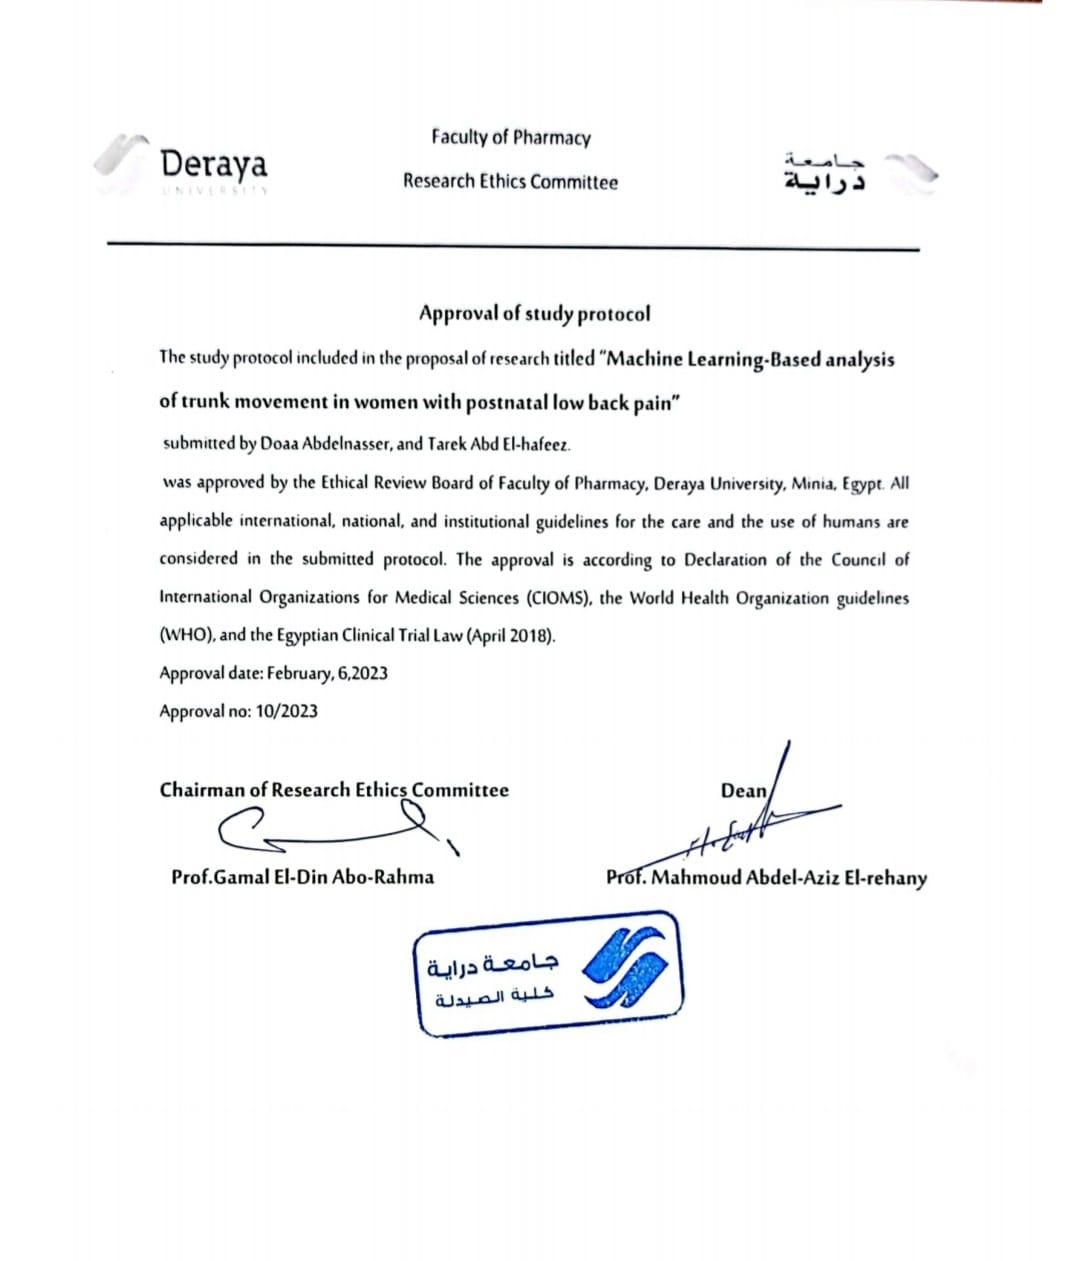 Deraya
UNIVERSITY
Faculty of Pharmacy
Research Ethics Committee
جامعة
دراية
Approval of study protocol
The study protocol included in the proposal of research titled "Machine Learning-Based analysis
of trunk movement in women with postnatal low back pain"
submitted by Doaa Abdelnasser, and Tarek Abd El-hafeez.
was approved by the Ethical Review Board of Faculty of Pharmacy, Deraya University, Minia, Egypt. All
applicable international, national, and institutional guidelines for the care and the use of humans are
considered in the submitted protocol. The approval is according to Declaration of the Council of
International Organizations for Medical Sciences (CIOMS), the World Health Organization guidelines
(WHO), and the Egyptian Clinical Trial Law (April 2018).
Approval date: February, 6,2023
Approval no: 10/2023
Chairman of Research Ethics Committee
Dean
Prof.Gamal El-Din Abo-Rahma
Prof. Mahmoud Abdel-Aziz El-rehany
جامعة دراية
كلية الصيدلة